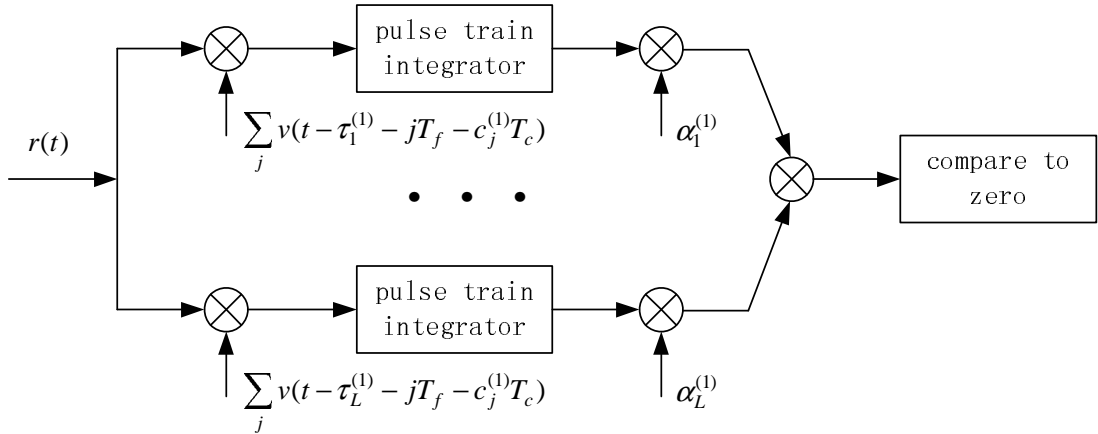 pulse train
integrator
r(t)
∑_j v(t − τ_1^{(1)} − jT_f − c_j^{(1)}T_c)
α_1^{(1)}
compare to
zero
pulse train
integrator
∑_j v(t − τ_L^{(1)} − jT_f − c_j^{(1)}T_c)
α_L^{(1)}